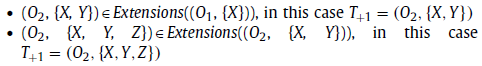 • (O₂, {X, Y}) ∈ Extensions((O₁, {X})), in this case T₊₁ = (O₂, {X, Y})
• (O₂, {X, Y, Z}) ∈ Extensions((O₂, {X, Y})), in this case
T₊₁ = (O₂, {X, Y, Z})